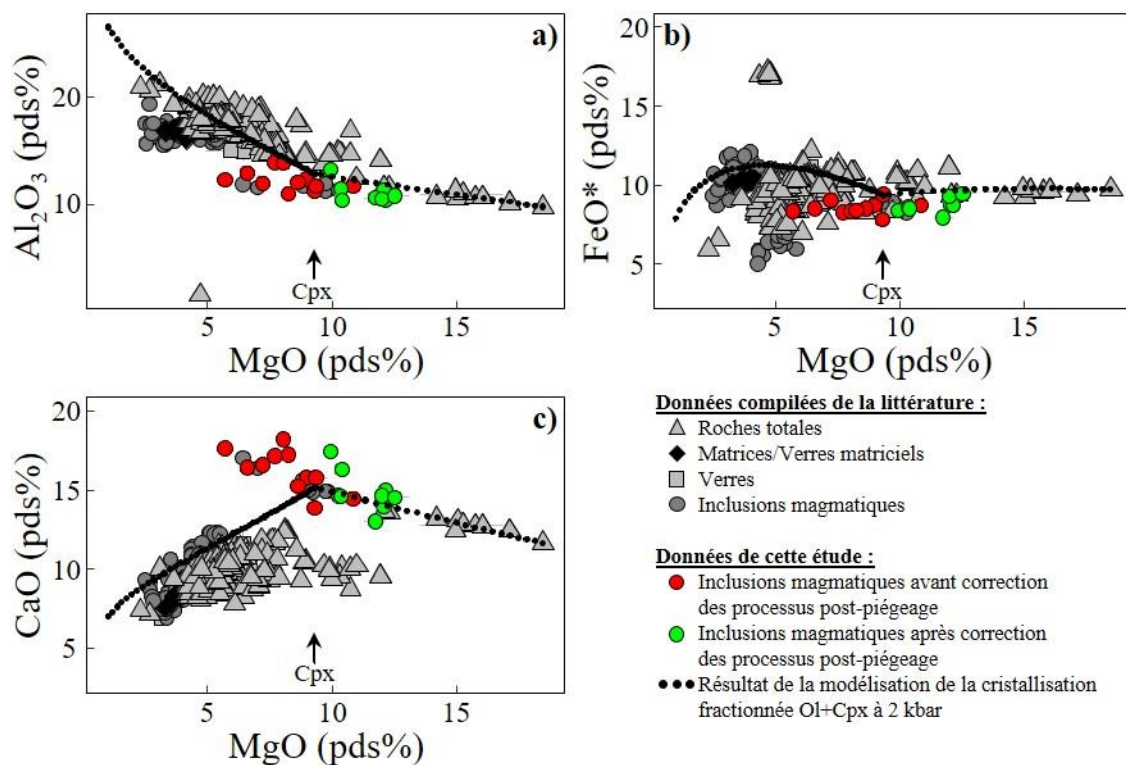 a)
20
10
Al2O3 (pds%)
Cpx
5
10
15
MgO (pds%)
b)
20
15
10
5
FeO* (pds%)
Cpx
5
10
15
MgO (pds%)
c)
20
15
10
5
CaO (pds%)
Cpx
5
10
15
MgO (pds%)
Données compilées de la littérature :
Roches totales
Matrices/Verres matriciels
Verres
Inclusions magmatiques
Données de cette étude :
Inclusions magmatiques avant correction
des processus post-piégeage
Inclusions magmatiques après correction
des processus post-piégeage
Résultat de la modélisation de la cristallisation
fractionnée Ol+Cpx à 2 kbar